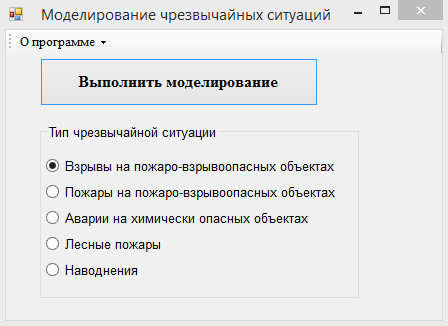 Моделирование чрезвычайных ситуаций
О программе
Выполнить моделирование
Тип чрезвычайной ситуации
Взрывы на пожаро-взрывоопасных объектах
Пожары на пожаро-взрывоопасных объектах
Аварии на химически опасных объектах
Лесные пожары
Наводнения